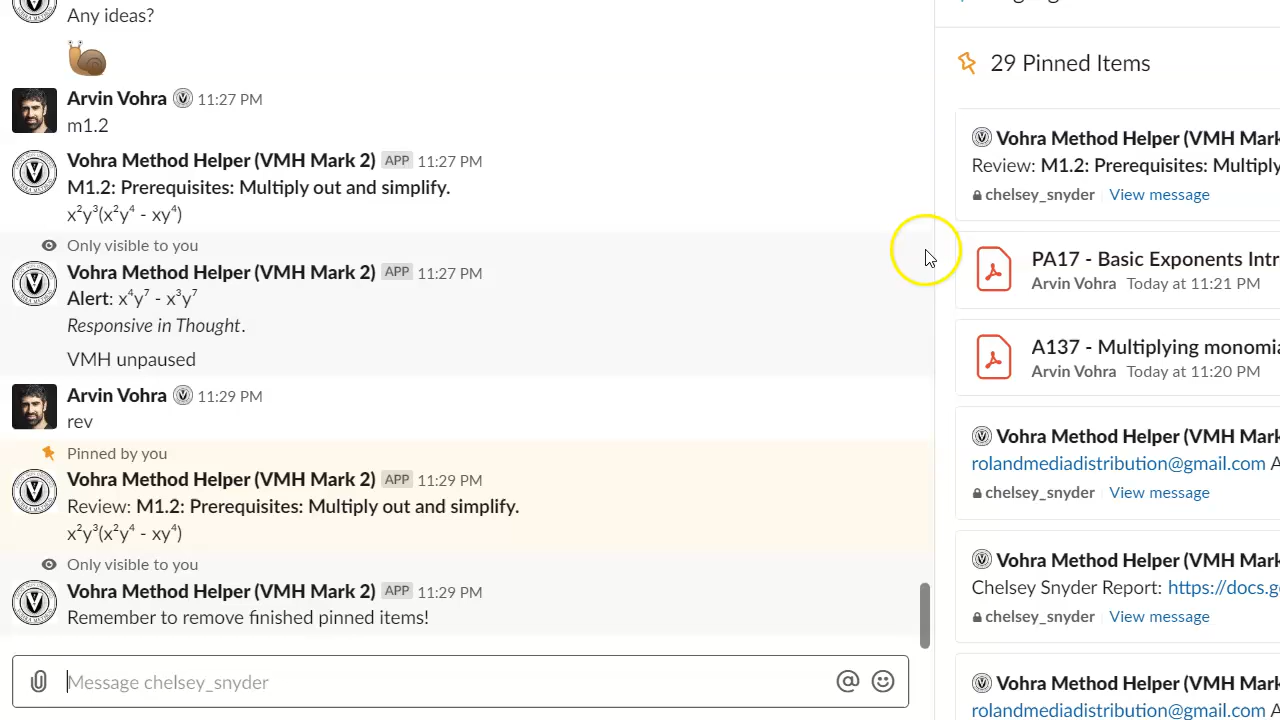 Any ideas?
Arvin Vohra 11:27 PM
m1.2
Vohra Method Helper (VMH Mark 2) APP 11:27 PM
M1.2: Prerequisites: Multiply out and simplify.
x²y³(x²y⁴ - xy⁴)
Only visible to you
Vohra Method Helper (VMH Mark 2) APP 11:27 PM
Alert: x⁴y⁷ - x³y⁷
Responsive in Thought.
VMH unpaused
Arvin Vohra 11:29 PM
rev
Pinned by you
Vohra Method Helper (VMH Mark 2) APP 11:29 PM
Review: M1.2: Prerequisites: Multiply out and simplify.
x²y³(x²y⁴ - xy⁴)
Only visible to you
Vohra Method Helper (VMH Mark 2) APP 11:29 PM
Remember to remove finished pinned items!
Message chelsey_snyder
29 Pinned Items
Vohra Method Helper (VMH Mark
Review: M1.2: Prerequisites: Multiply
chelsey_snyder View message
PA17 - Basic Exponents Intr
Arvin Vohra Today at 11:21 PM
A137 - Multiplying monomia
Arvin Vohra Today at 11:20 PM
Vohra Method Helper (VMH Mark
rolandmediadistribution@gmail.com A
chelsey_snyder View message
Vohra Method Helper (VMH Mark
Chelsey Snyder Report: https://docs.g
chelsey_snyder View message
Vohra Method Helper (VMH Mark
rolandmediadistribution@gmail.com A